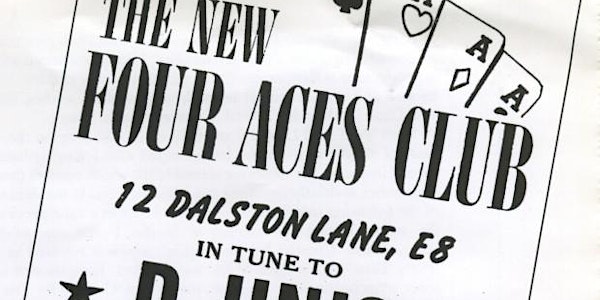 THE NEW
A
A
A
FOUR ACES CLUB
12 DALSTON LANE, E8
IN TUNE TO